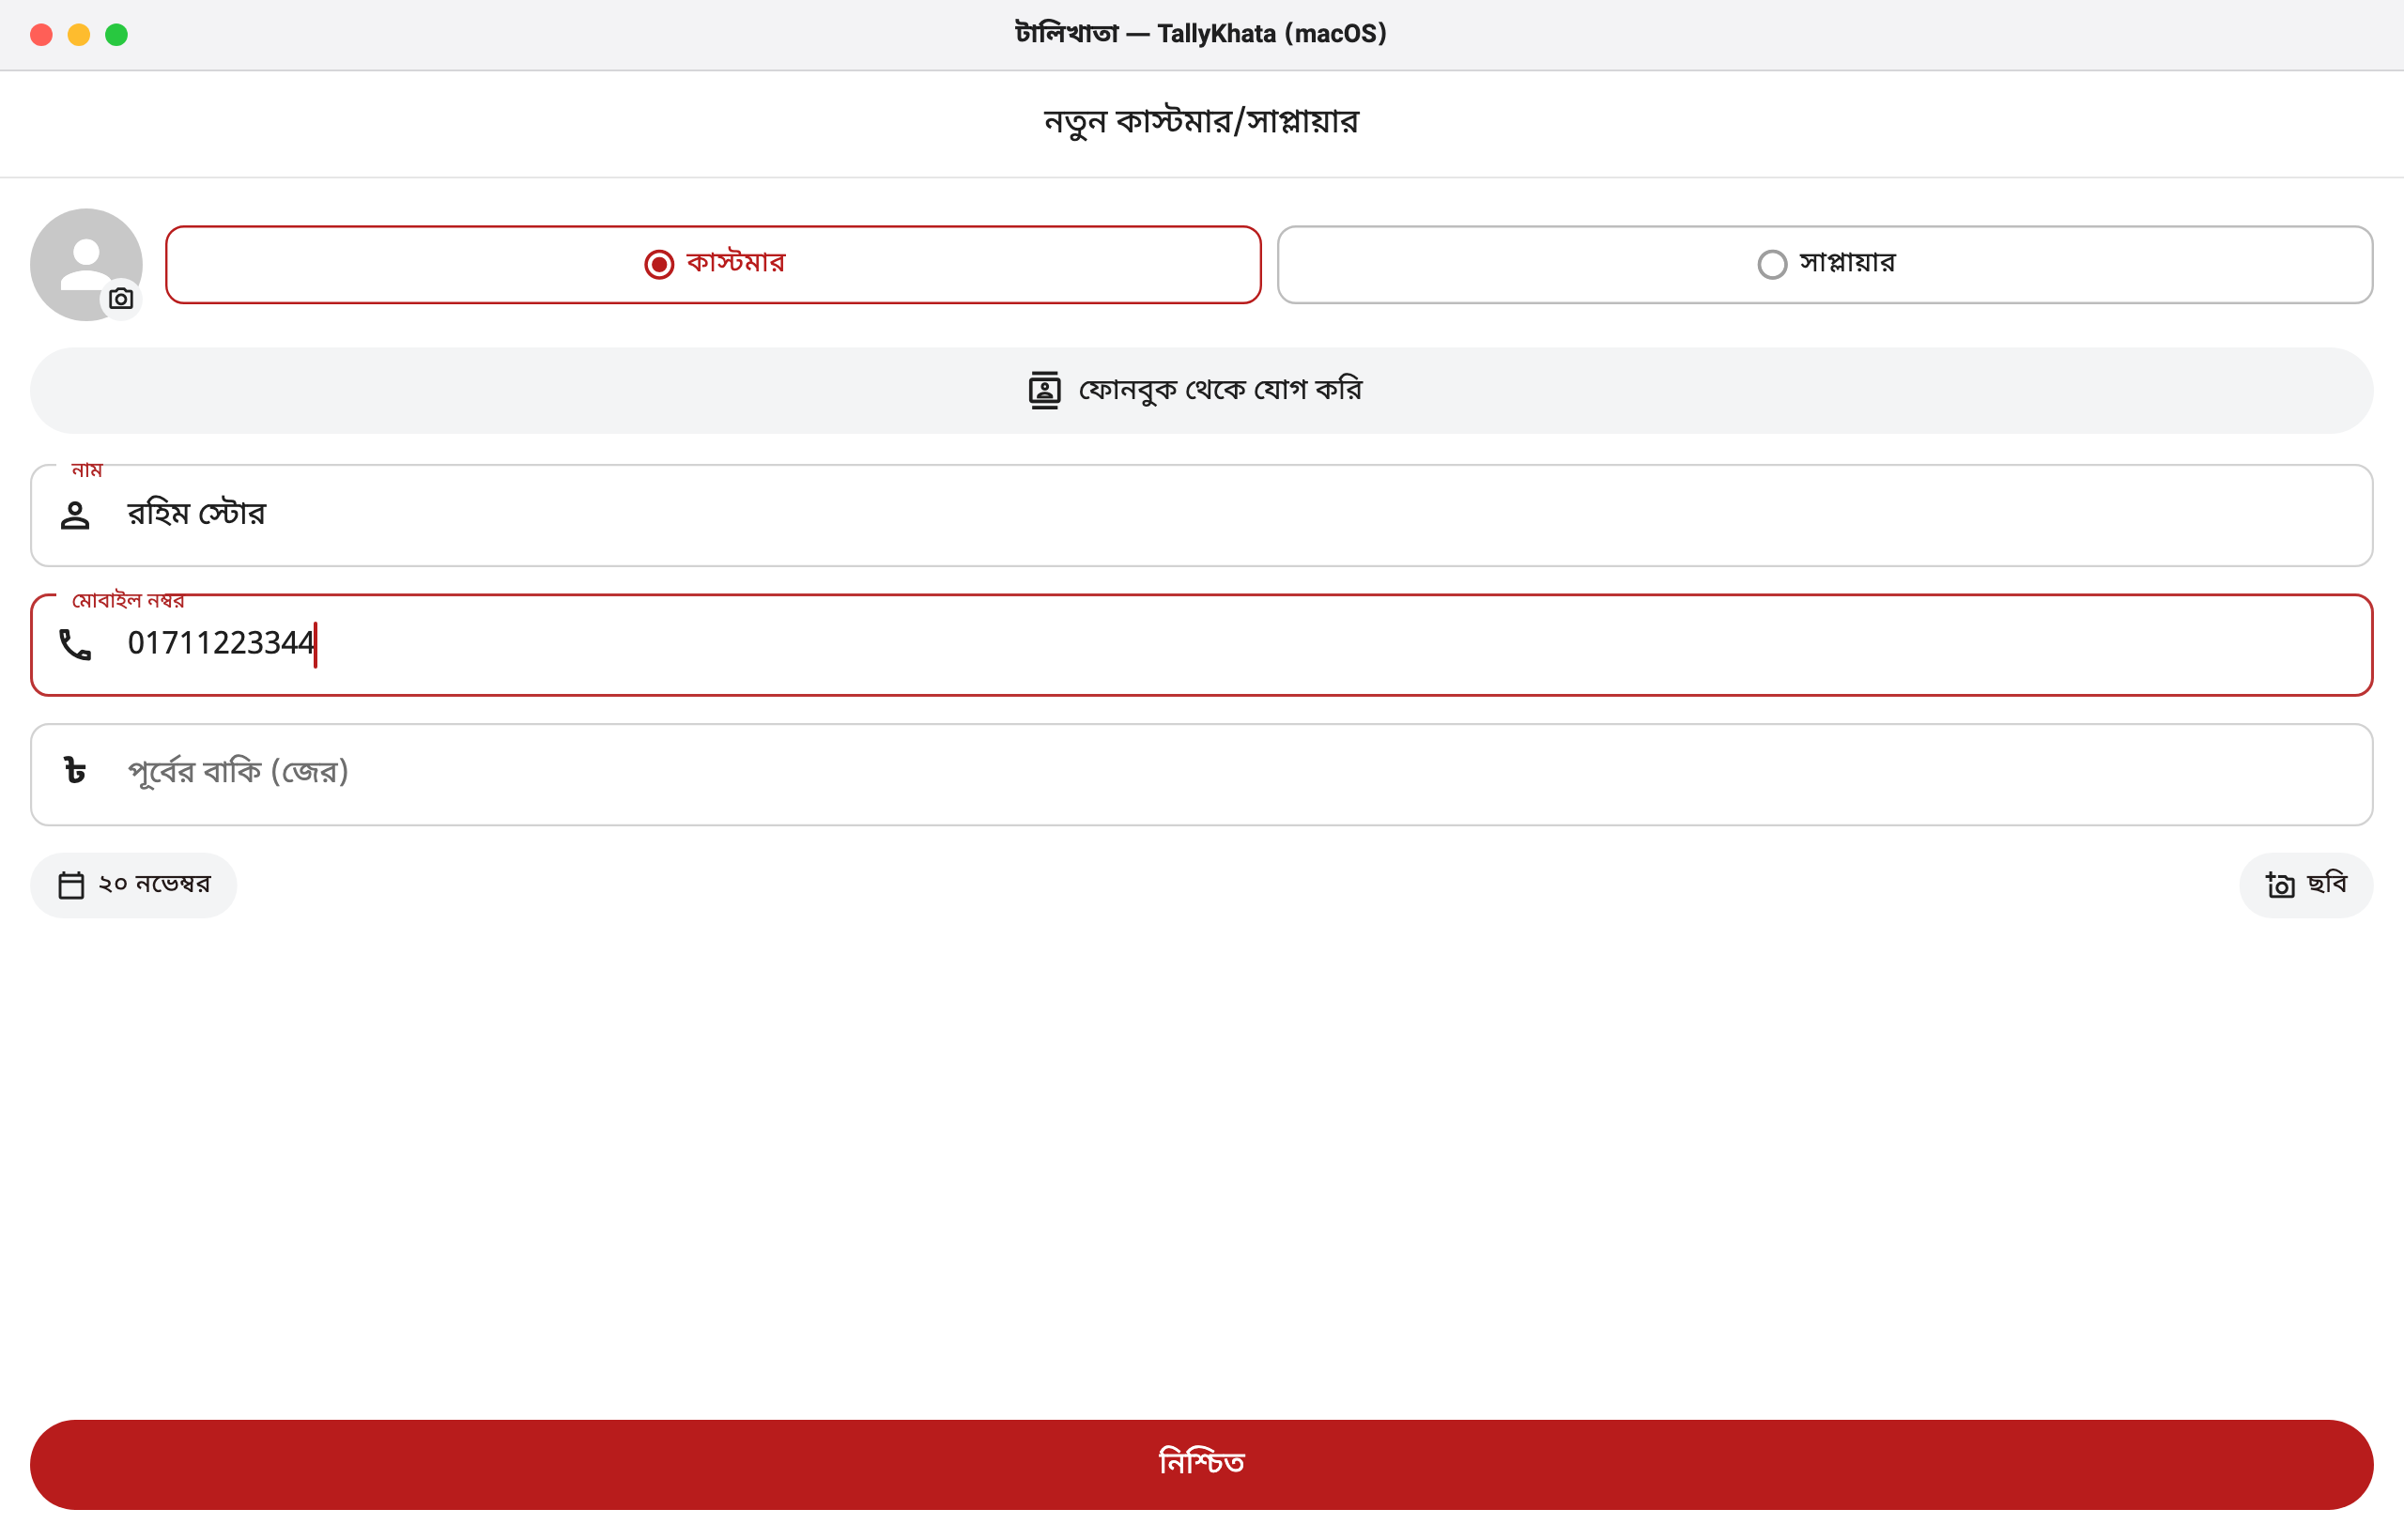 টালিখাতা — TallyKhata (macOS)
নতুন কাস্টমার/সাপ্লায়ার
কাস্টমার
সাপ্লায়ার
ফোনবুক থেকে যোগ করি
নাম
রহিম স্টোর
মোবাইল নম্বর
01711223344
৳ পূর্বের বাকি (জের)
২০ নভেম্বর
ছবি
নিশ্চিত